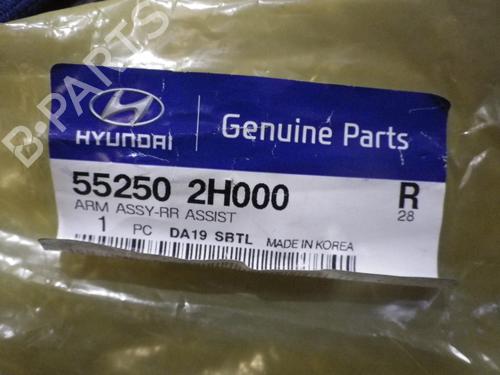 HYUNDAI
Genuine Parts
55250 2H000 R
ARM ASSY-RR ASSIST 28
1 PC DA19 SBTL MADE IN KOREA
B-PARTS